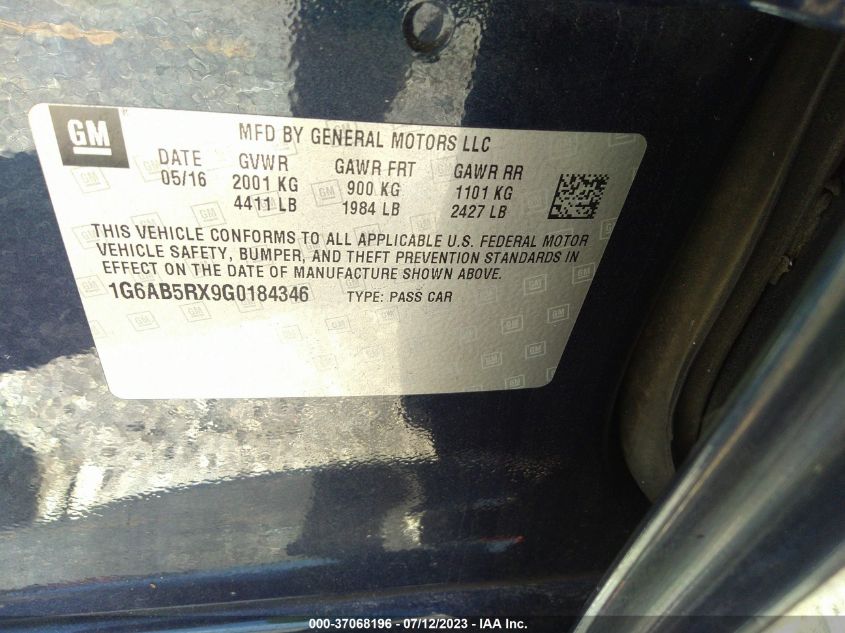 GM
MFD BY GENERAL MOTORS LLC
DATE GVWR GAWR FRT GAWR RR
05/16 2001 KG 900 KG 1101 KG
4411 LB 1984 LB 2427 LB
THIS VEHICLE CONFORMS TO ALL APPLICABLE U.S. FEDERAL MOTOR
VEHICLE SAFETY, BUMPER, AND THEFT PREVENTION STANDARDS IN
EFFECT ON THE DATE OF MANUFACTURE SHOWN ABOVE.
1G6AB5RX9G0184346 TYPE: PASS CAR
000-37068196 - 07/12/2023 - IAA Inc.